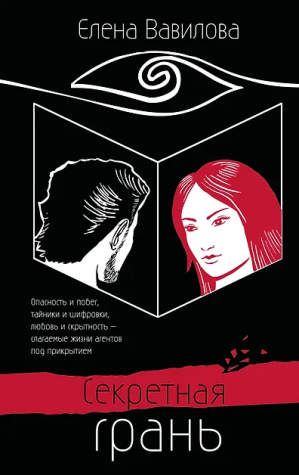 Елена Вавилова
Опасность и побег,
тайники и шифровки,
любовь и скрытность —
слагаемые жизни агентов
под прикрытием
Секретная
грань